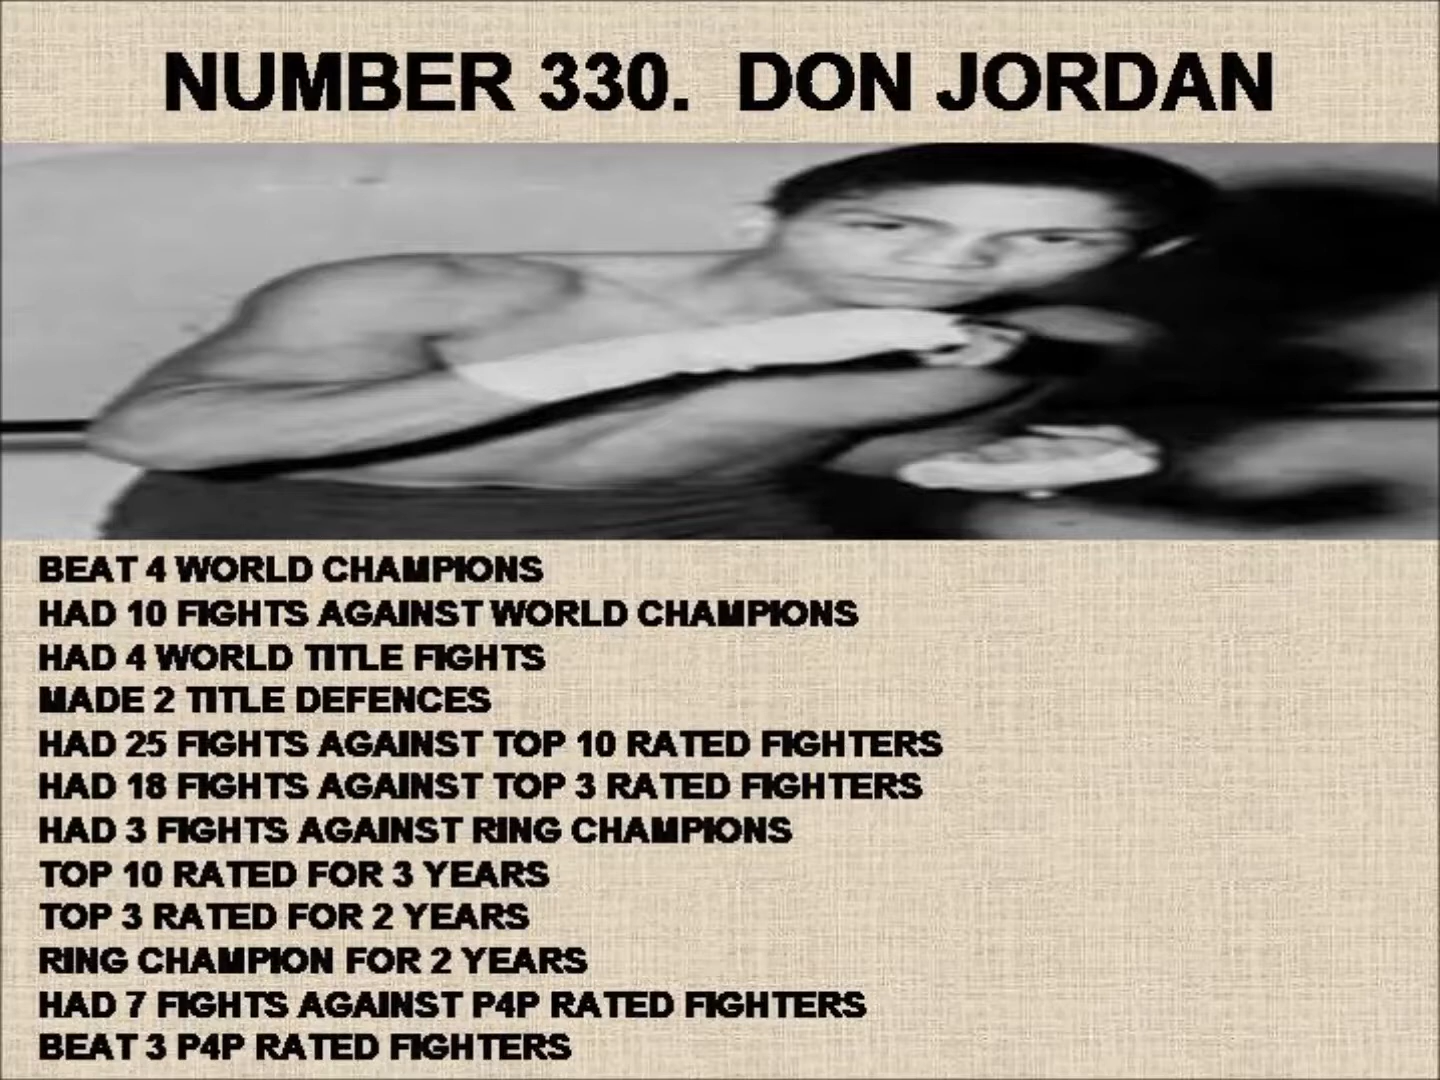 NUMBER 330. DON JORDAN
BEAT 4 WORLD CHAMPIONS
HAD 10 FIGHTS AGAINST WORLD CHAMPIONS
HAD 4 WORLD TITLE FIGHTS
MADE 2 TITLE DEFENCES
HAD 25 FIGHTS AGAINST TOP 10 RATED FIGHTERS
HAD 18 FIGHTS AGAINST TOP 3 RATED FIGHTERS
HAD 3 FIGHTS AGAINST RING CHAMPIONS
TOP 10 RATED FOR 3 YEARS
TOP 3 RATED FOR 2 YEARS
RING CHAMPION FOR 2 YEARS
HAD 7 FIGHTS AGAINST P4P RATED FIGHTERS
BEAT 3 P4P RATED FIGHTERS